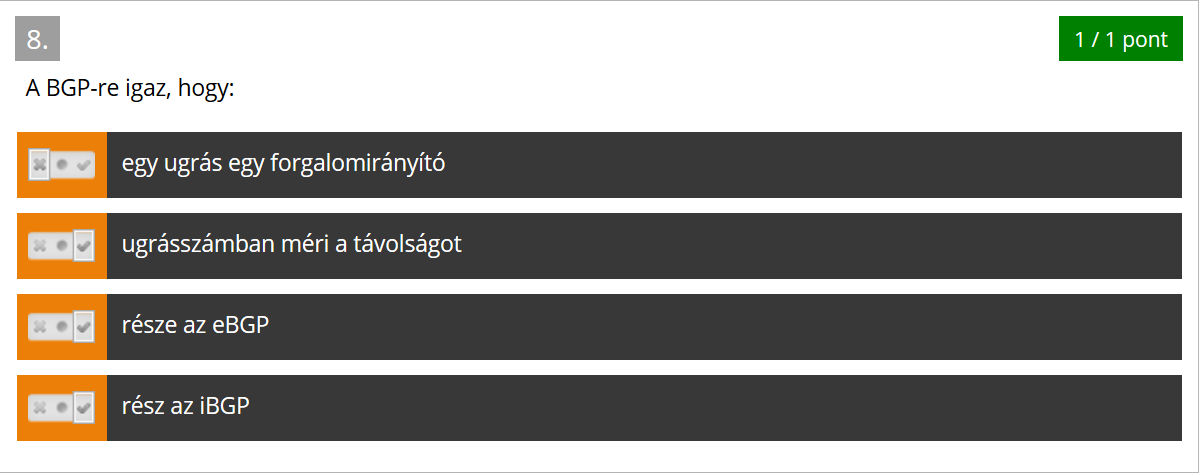 8.
1 / 1 pont
A BGP-re igaz, hogy:
egy ugrás egy forgalomirányító
ugrásszámban méri a távolságot
része az eBGP
rész az iBGP